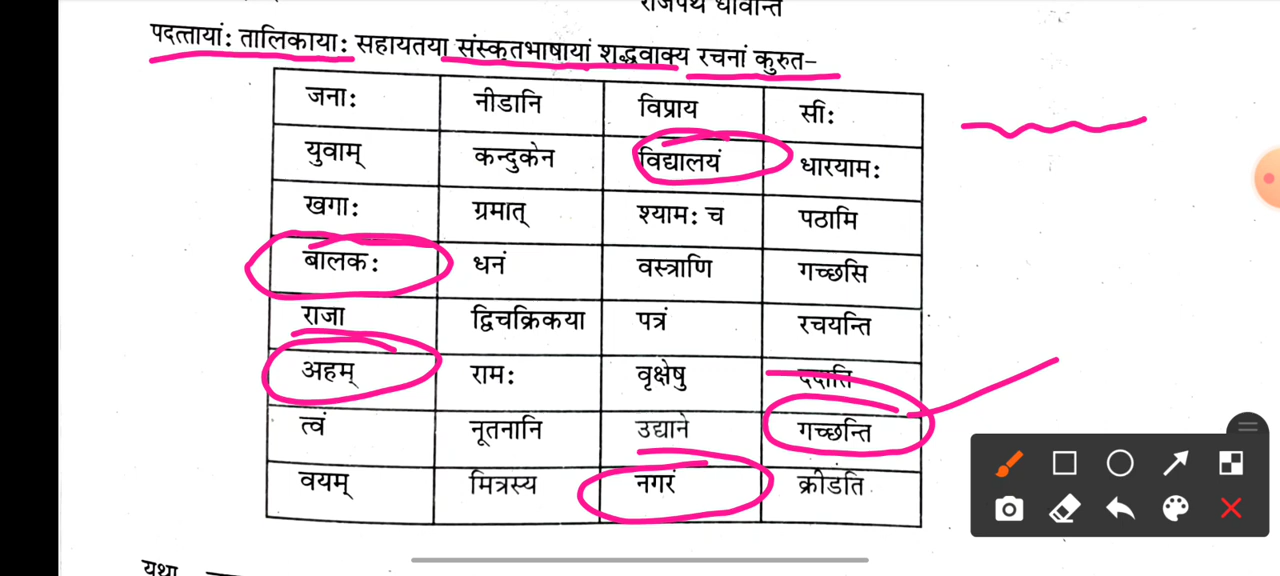 राजपथे धावन्ति
पदत्तायां: तालिकाया: सहायतया संस्कृतभाषायां शद्धवाक्य रचनां कुरुत-
जना: नीडानि विप्राय सी:
युवाम् कन्दुकेन विद्यालयं धारयाम:
खगा: ग्रमात् श्याम: च पठामि
बालक: धनं वस्त्राणि गच्छसि
राजा द्विचक्रिकया पत्रं रचयन्ति
अहम् राम: वृक्षेषु ददाति
त्वं नूतनानि उद्याने गच्छन्ति
वयम् मित्रस्य नगरं क्रीडंति
यथा